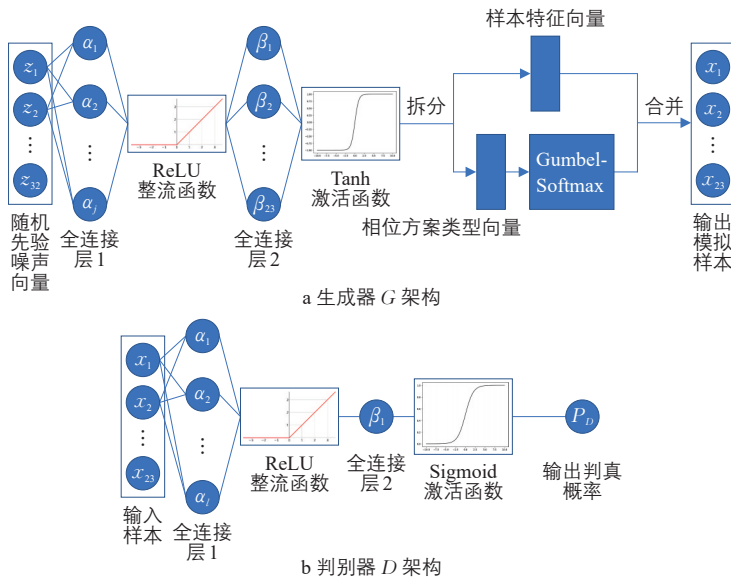 样本特征向量
z1
z2
…
z32
随机
先验
噪声
向量
α1
α2
…
αj
全连接
层1
ReLU
整流函数
β1
β2
…
β23
全连接
层2
Tanh
激活函数
拆分
Gumbel-
Softmax
相位方案类型向量
合并
x1
x2
…
x23
输出
模拟
样本
a 生成器 G 架构
x1
x2
…
x23
输入
样本
α1
α2
…
αl
全连接
层1
ReLU
整流函数
β1
全连接
层2
Sigmoid
激活函数
PD
输出判真
概率
b 判别器 D 架构